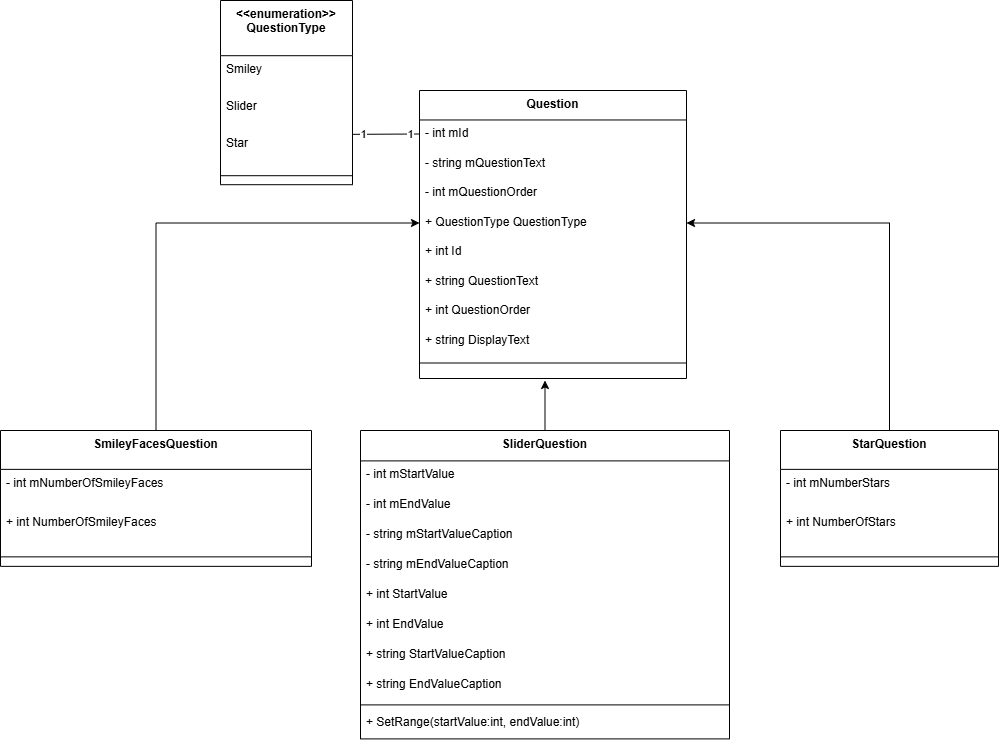 <<enumeration>>
QuestionType
Smiley
Slider
Star
1
1
Question
- int mId
- string mQuestionText
- int mQuestionOrder
+ QuestionType QuestionType
+ int Id
+ string QuestionText
+ int QuestionOrder
+ string DisplayText
SmileyFacesQuestion
- int mNumberOfSmileyFaces
+ int NumberOfSmileyFaces
SliderQuestion
- int mStartValue
- int mEndValue
- string mStartValueCaption
- string mEndValueCaption
+ int StartValue
+ int EndValue
+ string StartValueCaption
+ string EndValueCaption
+ SetRange(startValue:int, endValue:int)
StarQuestion
- int mNumberStars
+ int NumberOfStars